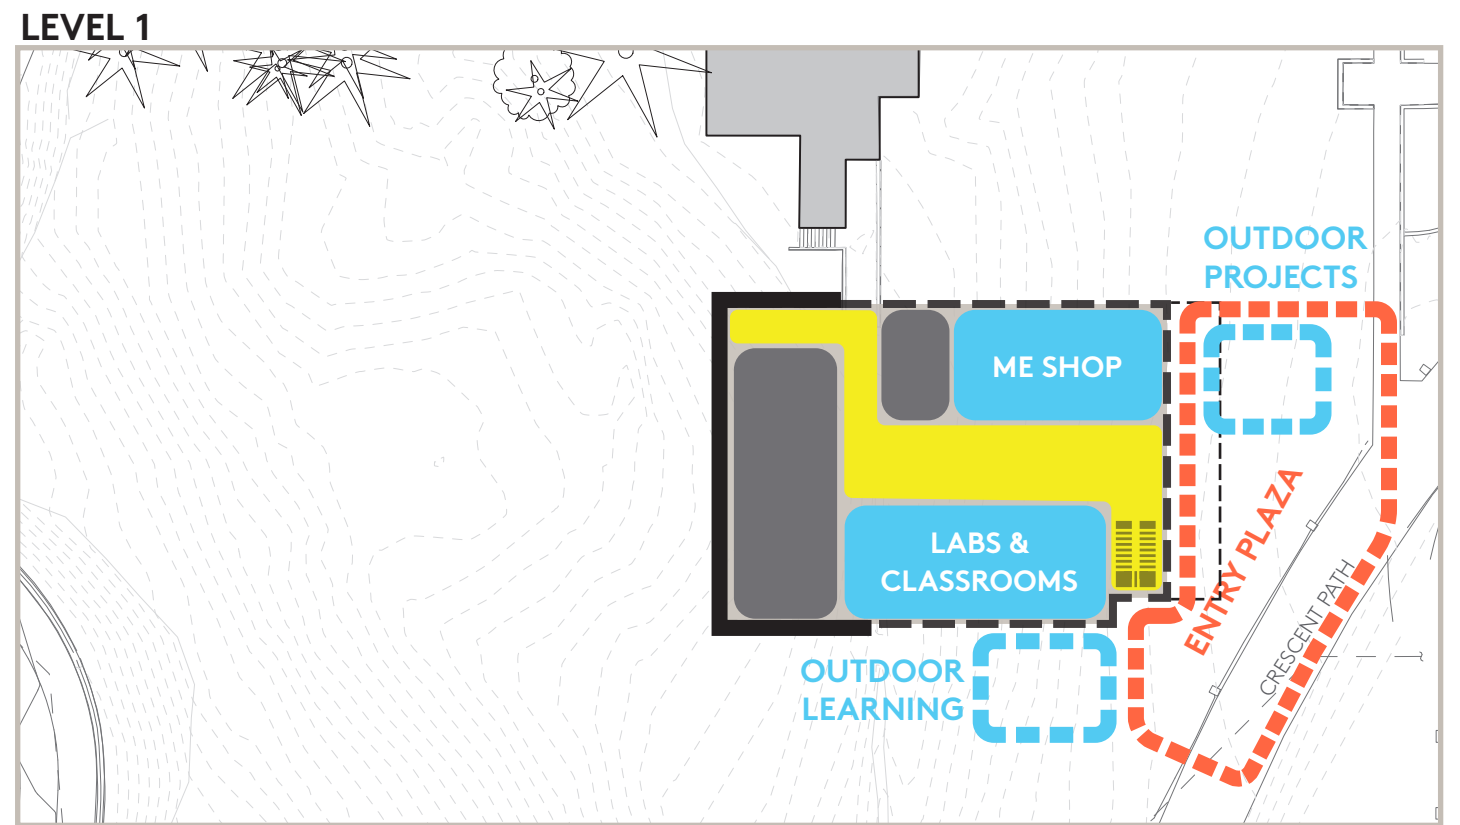 LEVEL 1
OUTDOOR
PROJECTS
ME SHOP
LABS &
CLASSROOMS
ENTRY PLAZA
CRESCENT PATH
OUTDOOR
LEARNING